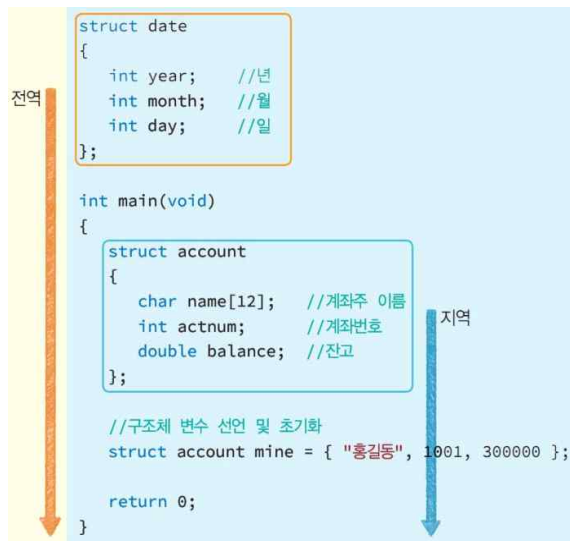 struct date
{
int year; //년
전역
int month; //월
int day; //일
};
int main(void)
{
struct account
{
char name[12]; //계좌주 이름
지역
int actnum; //계좌번호
double balance; //잔고
};
//구조체 변수 선언 및 초기화
struct account mine = { "홍길동", 1001, 300000 };
return 0;
}